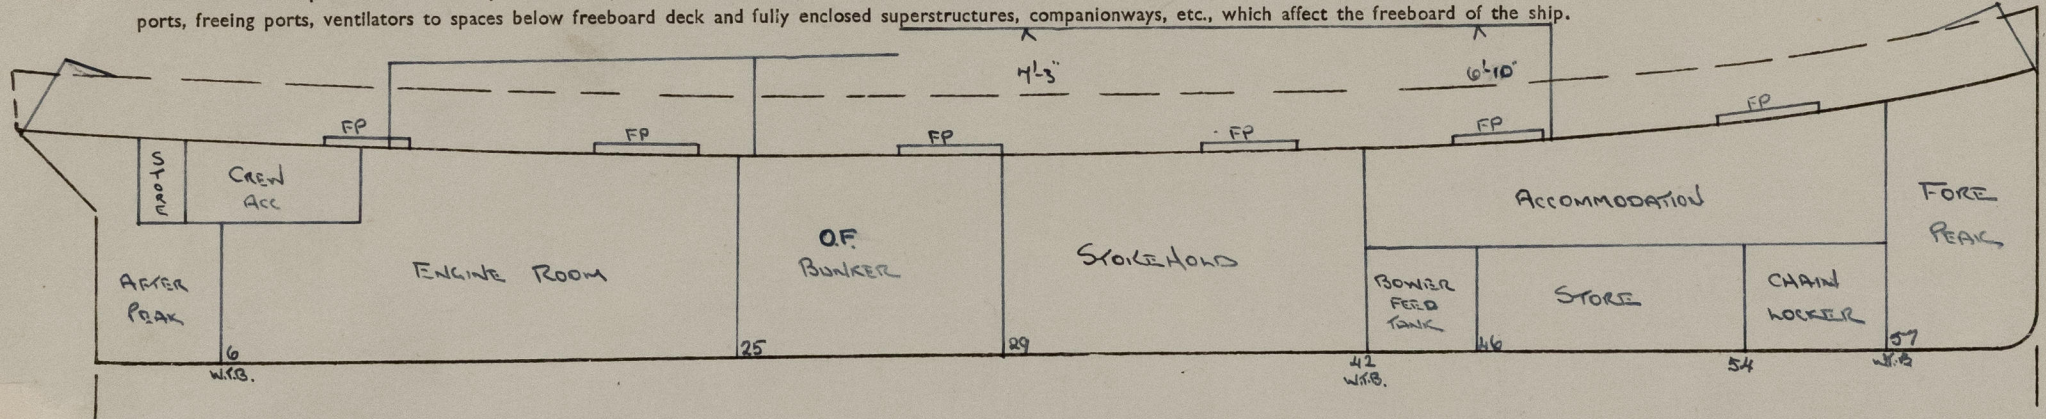 ports, freeing ports, ventilators to spaces below freeboard deck and fully enclosed superstructures, companionways, etc., which affect the freeboard of the ship.
7'-3"
6'-10"
FP
FP
FP
FP
FP
FP
STORE
CREW
ACC
ACCOMMODATION
FORE
PEAK
O.F.
BUNKER
STOKEHOLD
ENGINE ROOM
AFTER
PEAK
BOWER
FEED
TANK
STORE
CHAIN
LOCKER
6
W.T.B.
25
29
42
W.T.B.
46
54
57
W.T.B